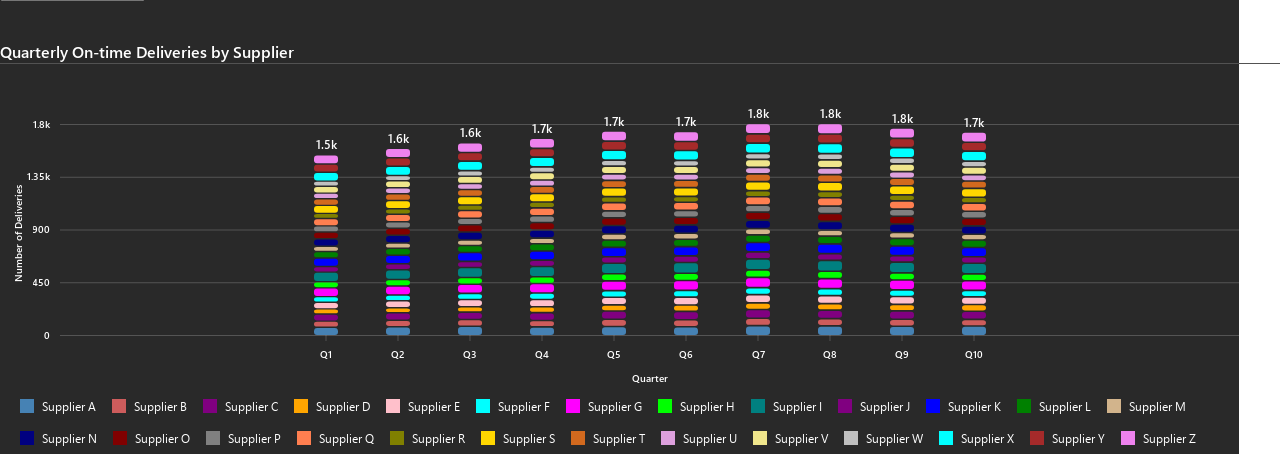 Quarterly On-time Deliveries by Supplier
1.5k 1.6k 1.6k 1.7k 1.7k 1.7k 1.8k 1.8k 1.8k 1.7k
1.8k
1.35k
900
450
0
Number of Deliveries
Q1 Q2 Q3 Q4 Q5 Q6 Q7 Q8 Q9 Q10
Quarter
Supplier A Supplier B Supplier C Supplier D Supplier E Supplier F Supplier G Supplier H Supplier I Supplier J Supplier K Supplier L Supplier M
Supplier N Supplier O Supplier P Supplier Q Supplier R Supplier S Supplier T Supplier U Supplier V Supplier W Supplier X Supplier Y Supplier Z